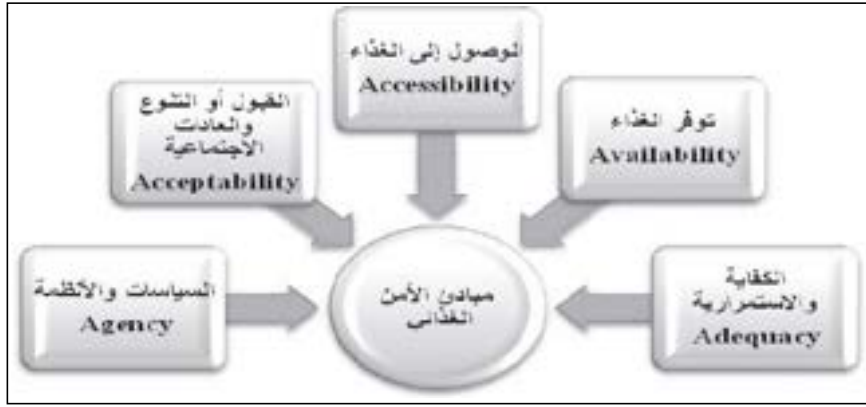 الوصول إلى الغذاء
Accessibility
توفر الغذاء
Availability
القبول أو التنوع
والعادات
الاجتماعية
Acceptability
الكفاية
والاستمرارية
Adequacy
السياسات والأنظمة
Agency
مبادئ الأمن
الغذائى